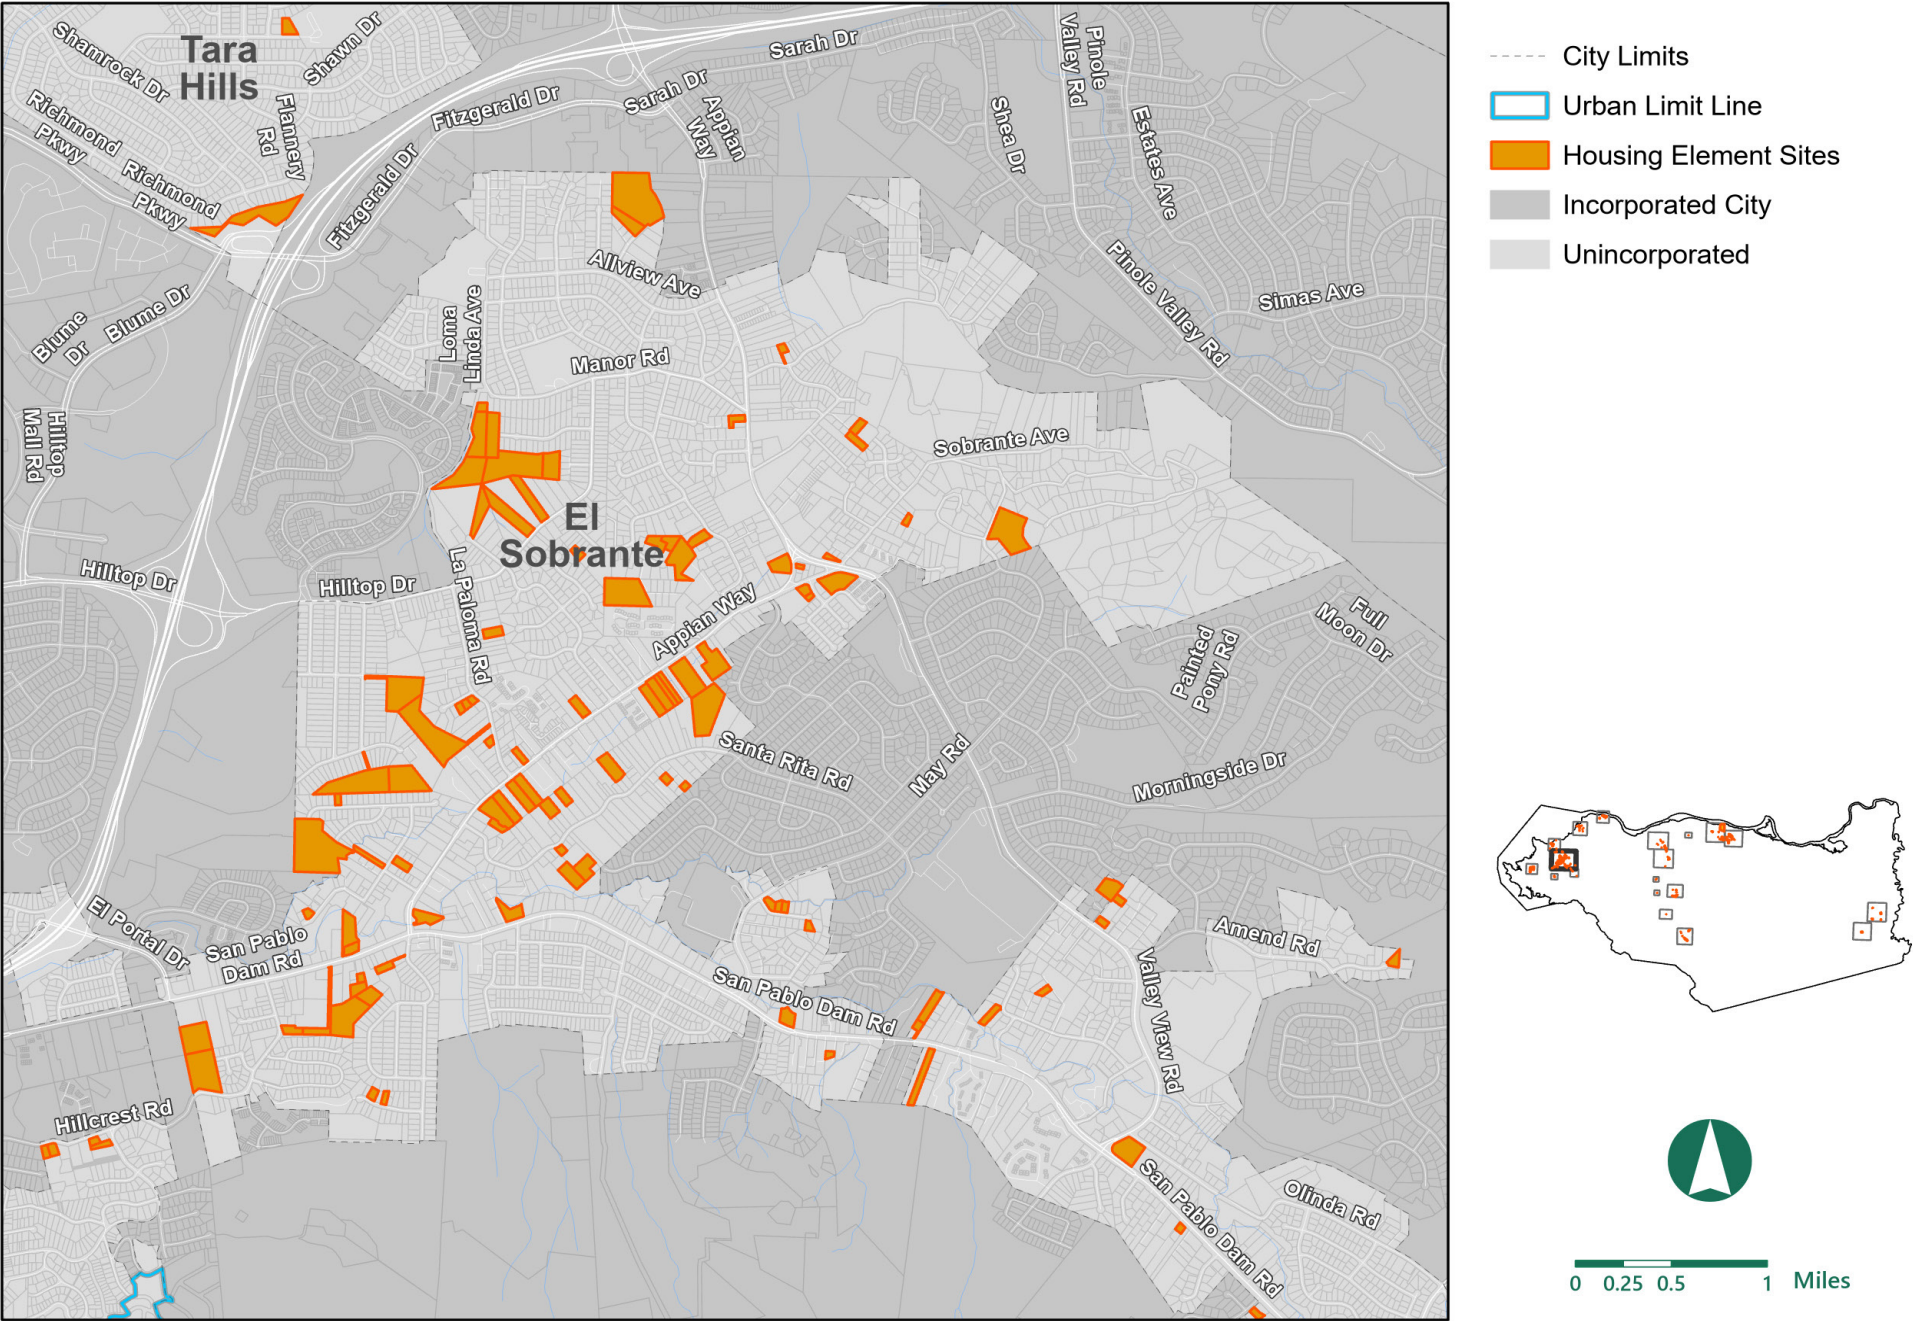 Tara
Hills
Shamrock Dr
Shawn Dr
Flannery
Rd
Richmond
Pkwy
Richmond
Pkwy
Fitzgerald Dr
Fitzgerald Dr
Sarah Dr
Sarah Dr
Appian
Way
Pinole
Valley Rd
Shea Dr
Estates Ave
Pinole Valley Rd
Simas Ave
Blume
Dr
Blume Dr
Allview Ave
Loma
Linda Ave
Manor Rd
Hilltop
Mall Rd
Sobrante Ave
El
Sobrante
Hilltop Dr
Hilltop Dr
La Paloma Rd
Appian Way
Full
Moon Dr
Painted
Pony Rd
Santa Rita Rd
May Rd
Morningside Dr
El Portal Dr
San Pablo
Dam Rd
San Pablo Dam Rd
Amend Rd
Valley View Rd
Hillcrest Rd
San Pablo Dam Rd
Olinda Rd
City Limits
Urban Limit Line
Housing Element Sites
Incorporated City
Unincorporated
0 0.25 0.5 1 Miles